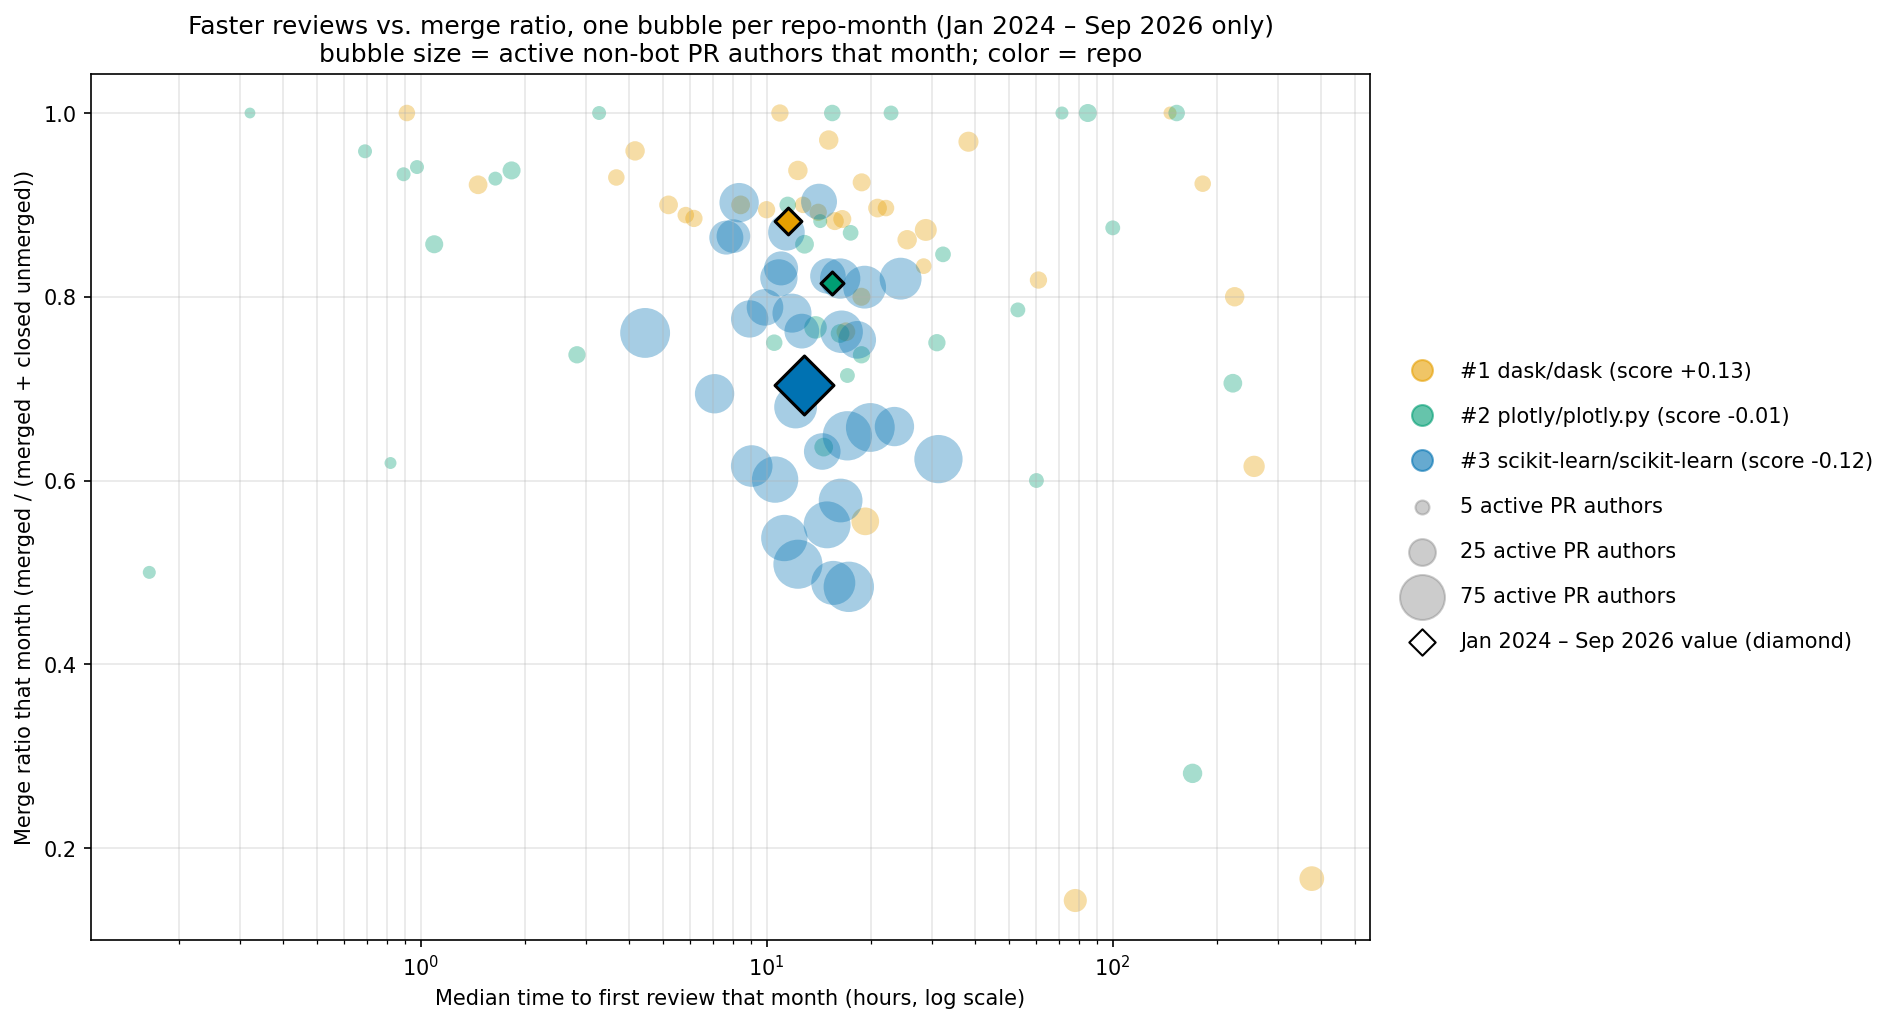 Faster reviews vs. merge ratio, one bubble per repo-month (Jan 2024 – Sep 2026 only)
bubble size = active non-bot PR authors that month; color = repo
Merge ratio that month (merged / (merged + closed unmerged))
1.0
0.8
0.6
0.4
0.2
10⁰
10¹
10²
Median time to first review that month (hours, log scale)
#1 dask/dask (score +0.13)
#2 plotly/plotly.py (score -0.01)
#3 scikit-learn/scikit-learn (score -0.12)
5 active PR authors
25 active PR authors
75 active PR authors
Jan 2024 – Sep 2026 value (diamond)